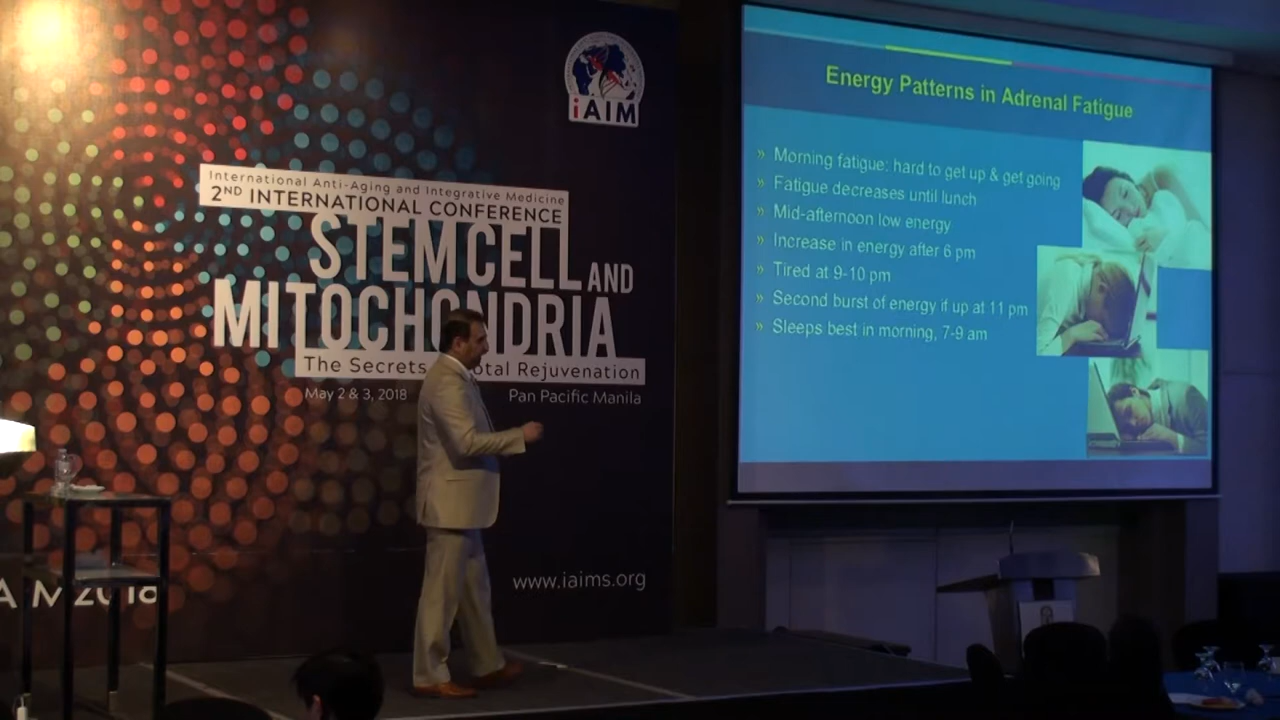 iAIM
International Anti-Aging and Integrative Medicine
2ND INTERNATIONAL CONFERENCE
STEMCELL AND
MITOCHONDRIA
The Secrets otal Rejuvenation
May 2 & 3, 2018 Pan Pacific Manila
www.iaims.org
AIM2018
Energy Patterns in Adrenal Fatigue
» Morning fatigue: hard to get up & get going
» Fatigue decreases until lunch
» Mid-afternoon low energy
» Increase in energy after 6 pm
» Tired at 9-10 pm
» Second burst of energy if up at 11 pm
» Sleeps best in morning, 7-9 am